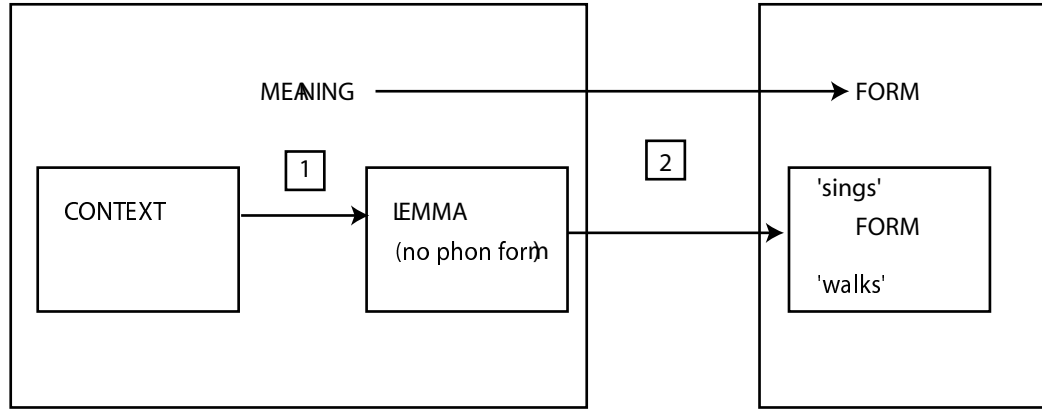 MEANING
FORM
1
2
CONTEXT
LEMMA
(no phon form)
'sings'
FORM
'walks'